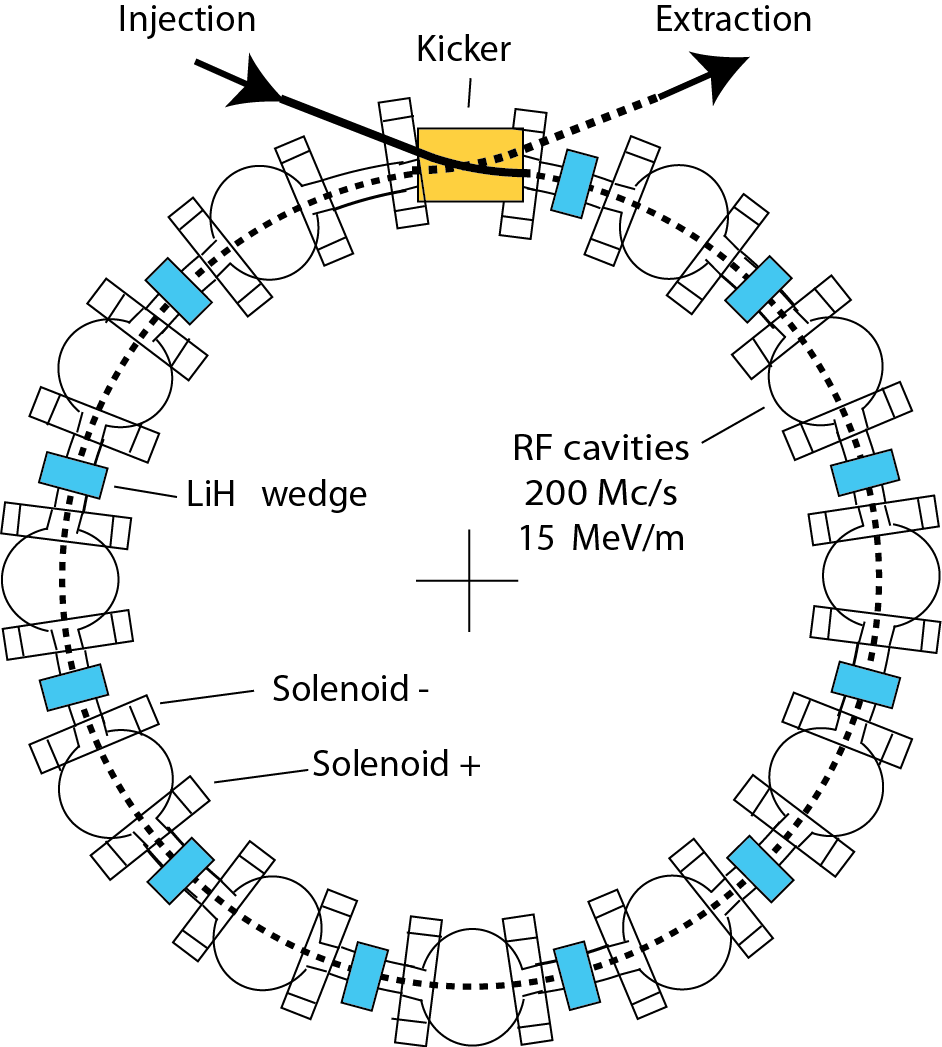 Injection
Extraction
Kicker
RF cavities
200 Mc/s
15 MeV/m
LiH wedge
Solenoid -
Solenoid +